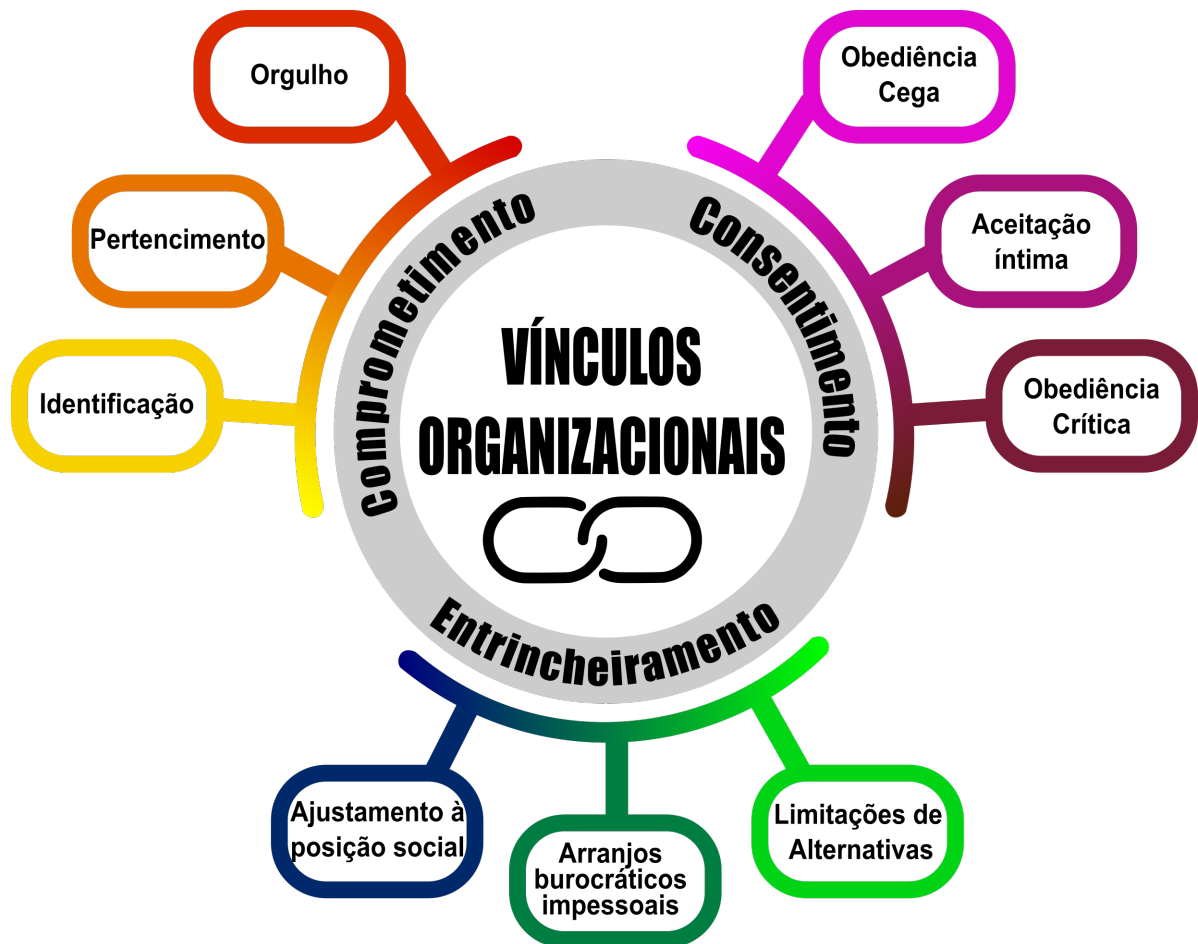 VÍNCULOS
ORGANIZACIONAIS
Comprometimento
Orgulho
Pertencimento
Identificação
Consentimento
Obediência
Cega
Aceitação
íntima
Obediência
Crítica
Entrincheiramento
Ajustamento à
posição social
Arranjos
burocráticos
impessoais
Limitações de
Alternativas